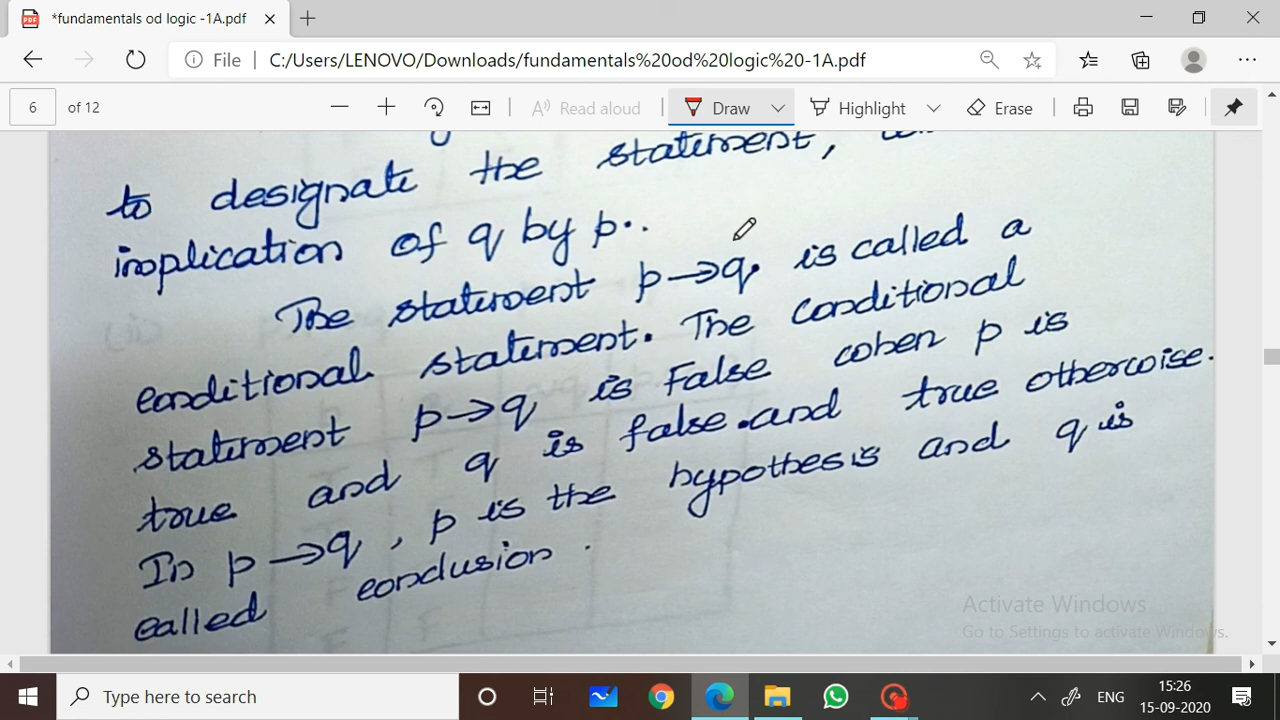 *fundamentals od logic -1A.pdf
File C:/Users/LENOVO/Downloads/fundamentals%20od%20logic%20-1A.pdf
6 of 12 Read aloud Draw Highlight Erase
to designate the statement,
implication of q by p..
The statement p→q. is called a
conditional statement. The conditional
statement p→q is False when p is
true and q is false.and true otherwise.
In p→q, p is the hypothesis and q is
called conclusion.
Activate Windows
Go to Settings to activate Windows.
Type here to search
ENG
15:26
15-09-2020